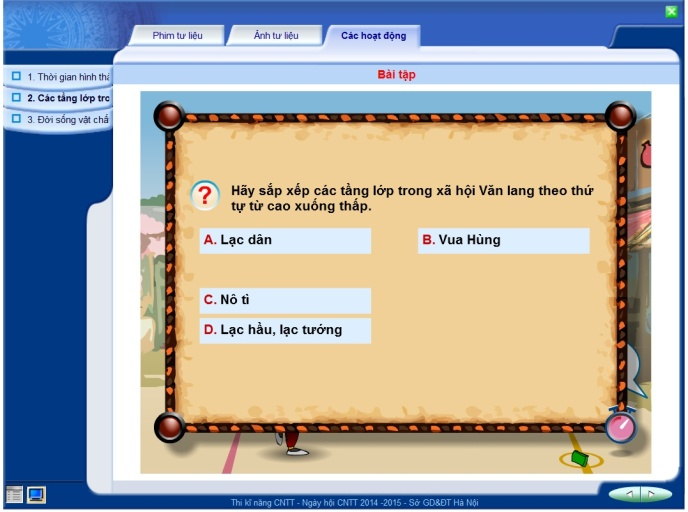 Phim tư liệu
Ảnh tư liệu
Các hoạt động
1. Thời gian hình thà
2. Các tầng lớp trc
3. Đời sống vật chấ
Bài tập
?
Hãy sắp xếp các tầng lớp trong xã hội Văn lang theo thứ
tự từ cao xuống thấp.
A. Lạc dân
B. Vua Hùng
C. Nô tì
D. Lạc hầu, lạc tướng
Thi kĩ năng CNTT - Ngày hội CNTT 2014 -2015 - Sở GD&ĐT Hà Nội